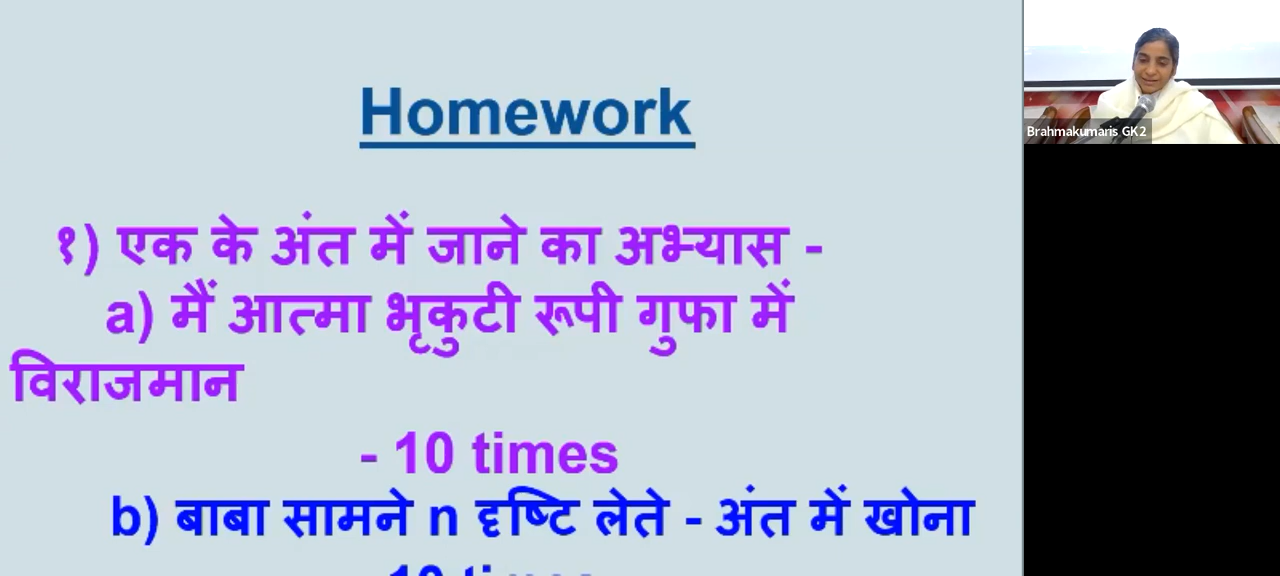 Homework
Brahmakumaris GK2
१) एक के अंत में जाने का अभ्यास -
a) मैं आत्मा भृकुटी रूपी गुफा में
विराजमान
- 10 times
b) बाबा सामने n दृष्टि लेते - अंत में खोना